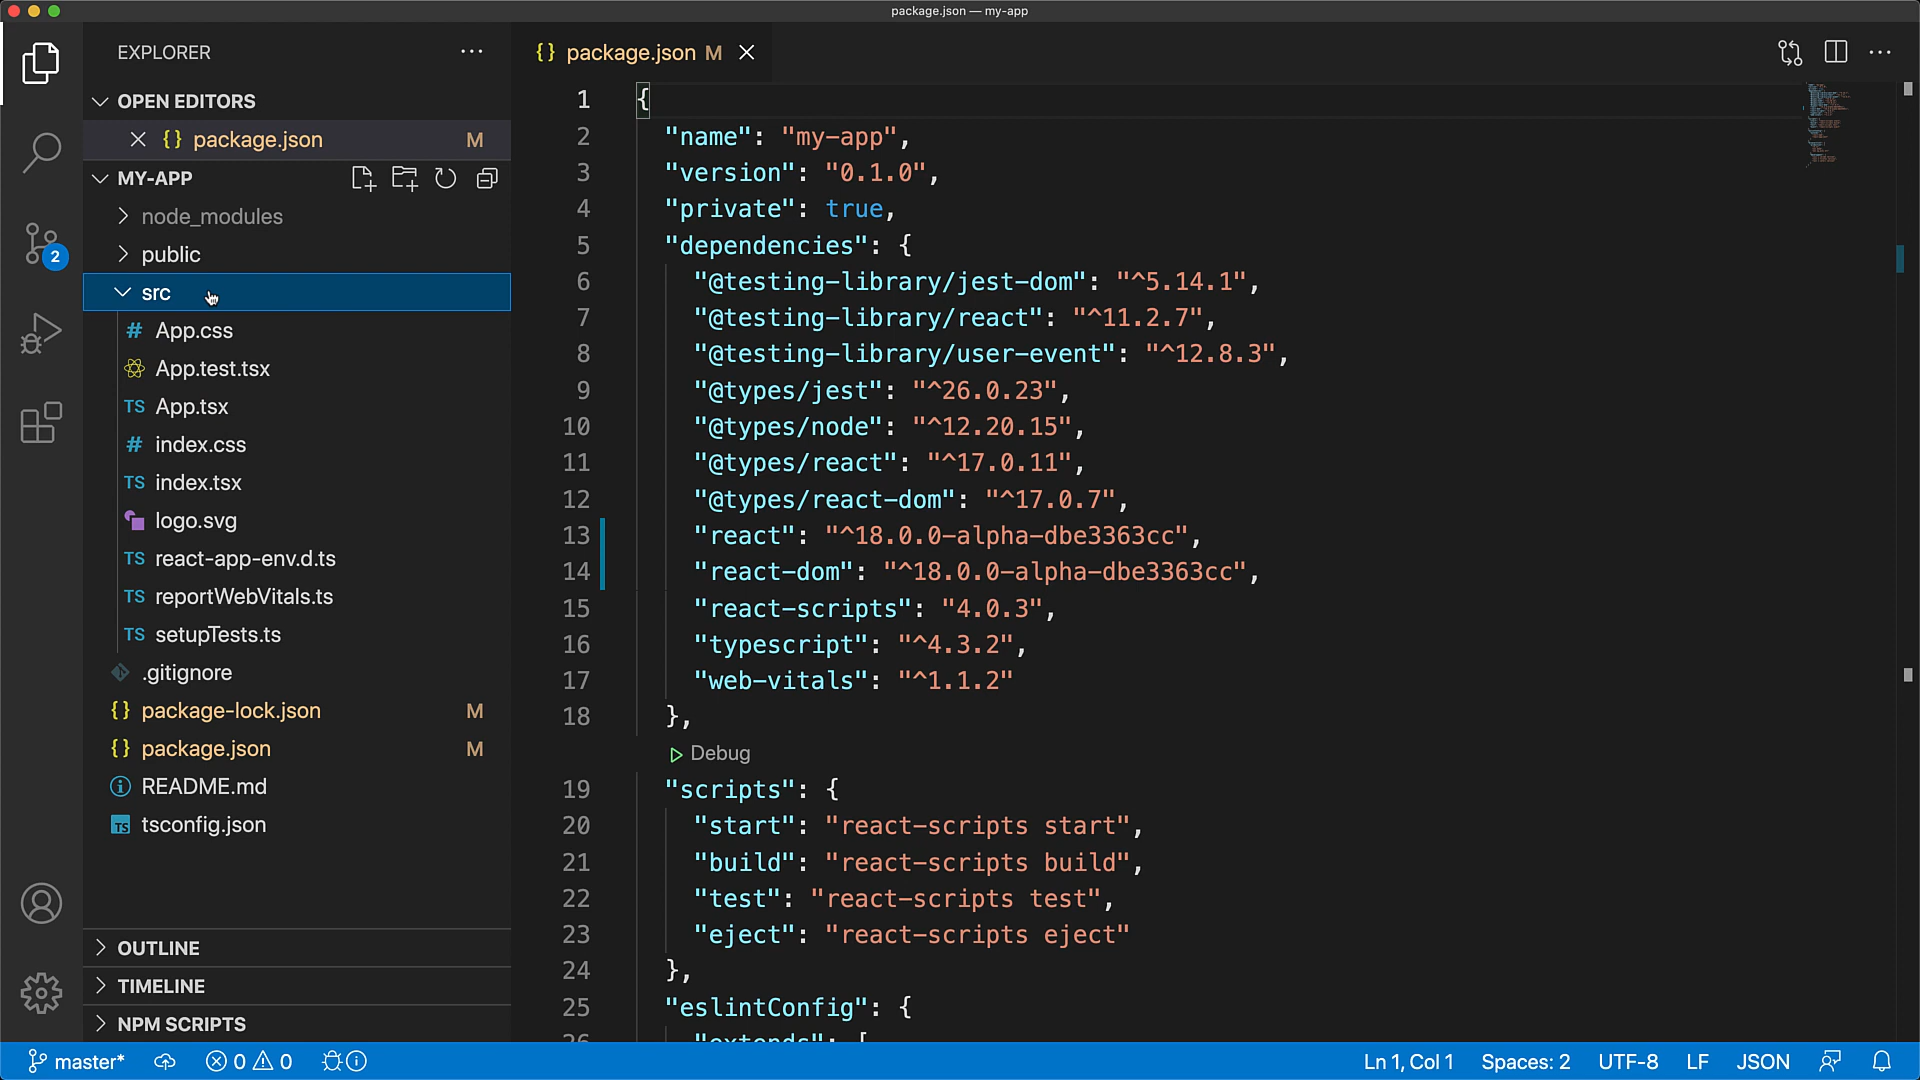 package.json — my-app
EXPLORER
OPEN EDITORS
{} package.json M
MY-APP
node_modules
public
src
# App.css
App.test.tsx
TS App.tsx
# index.css
TS index.tsx
logo.svg
TS react-app-env.d.ts
TS reportWebVitals.ts
TS setupTests.ts
.gitignore
{} package-lock.json M
{} package.json M
README.md
TS tsconfig.json
OUTLINE
TIMELINE
NPM SCRIPTS
2
{} package.json M
1 {
2 "name": "my-app",
3 "version": "0.1.0",
4 "private": true,
5 "dependencies": {
6 "@testing-library/jest-dom": "^5.14.1",
7 "@testing-library/react": "^11.2.7",
8 "@testing-library/user-event": "^12.8.3",
9 "@types/jest": "^26.0.23",
10 "@types/node": "^12.20.15",
11 "@types/react": "^17.0.11",
12 "@types/react-dom": "^17.0.7",
13 "react": "^18.0.0-alpha-dbe3363cc",
14 "react-dom": "^18.0.0-alpha-dbe3363cc",
15 "react-scripts": "4.0.3",
16 "typescript": "^4.3.2",
17 "web-vitals": "^1.1.2"
18 },
Debug
19 "scripts": {
20 "start": "react-scripts start",
21 "build": "react-scripts build",
22 "test": "react-scripts test",
23 "eject": "react-scripts eject"
24 },
25 "eslintConfig": {
26 "extends": [
master* 0 0
Ln 1, Col 1 Spaces: 2 UTF-8 LF JSON